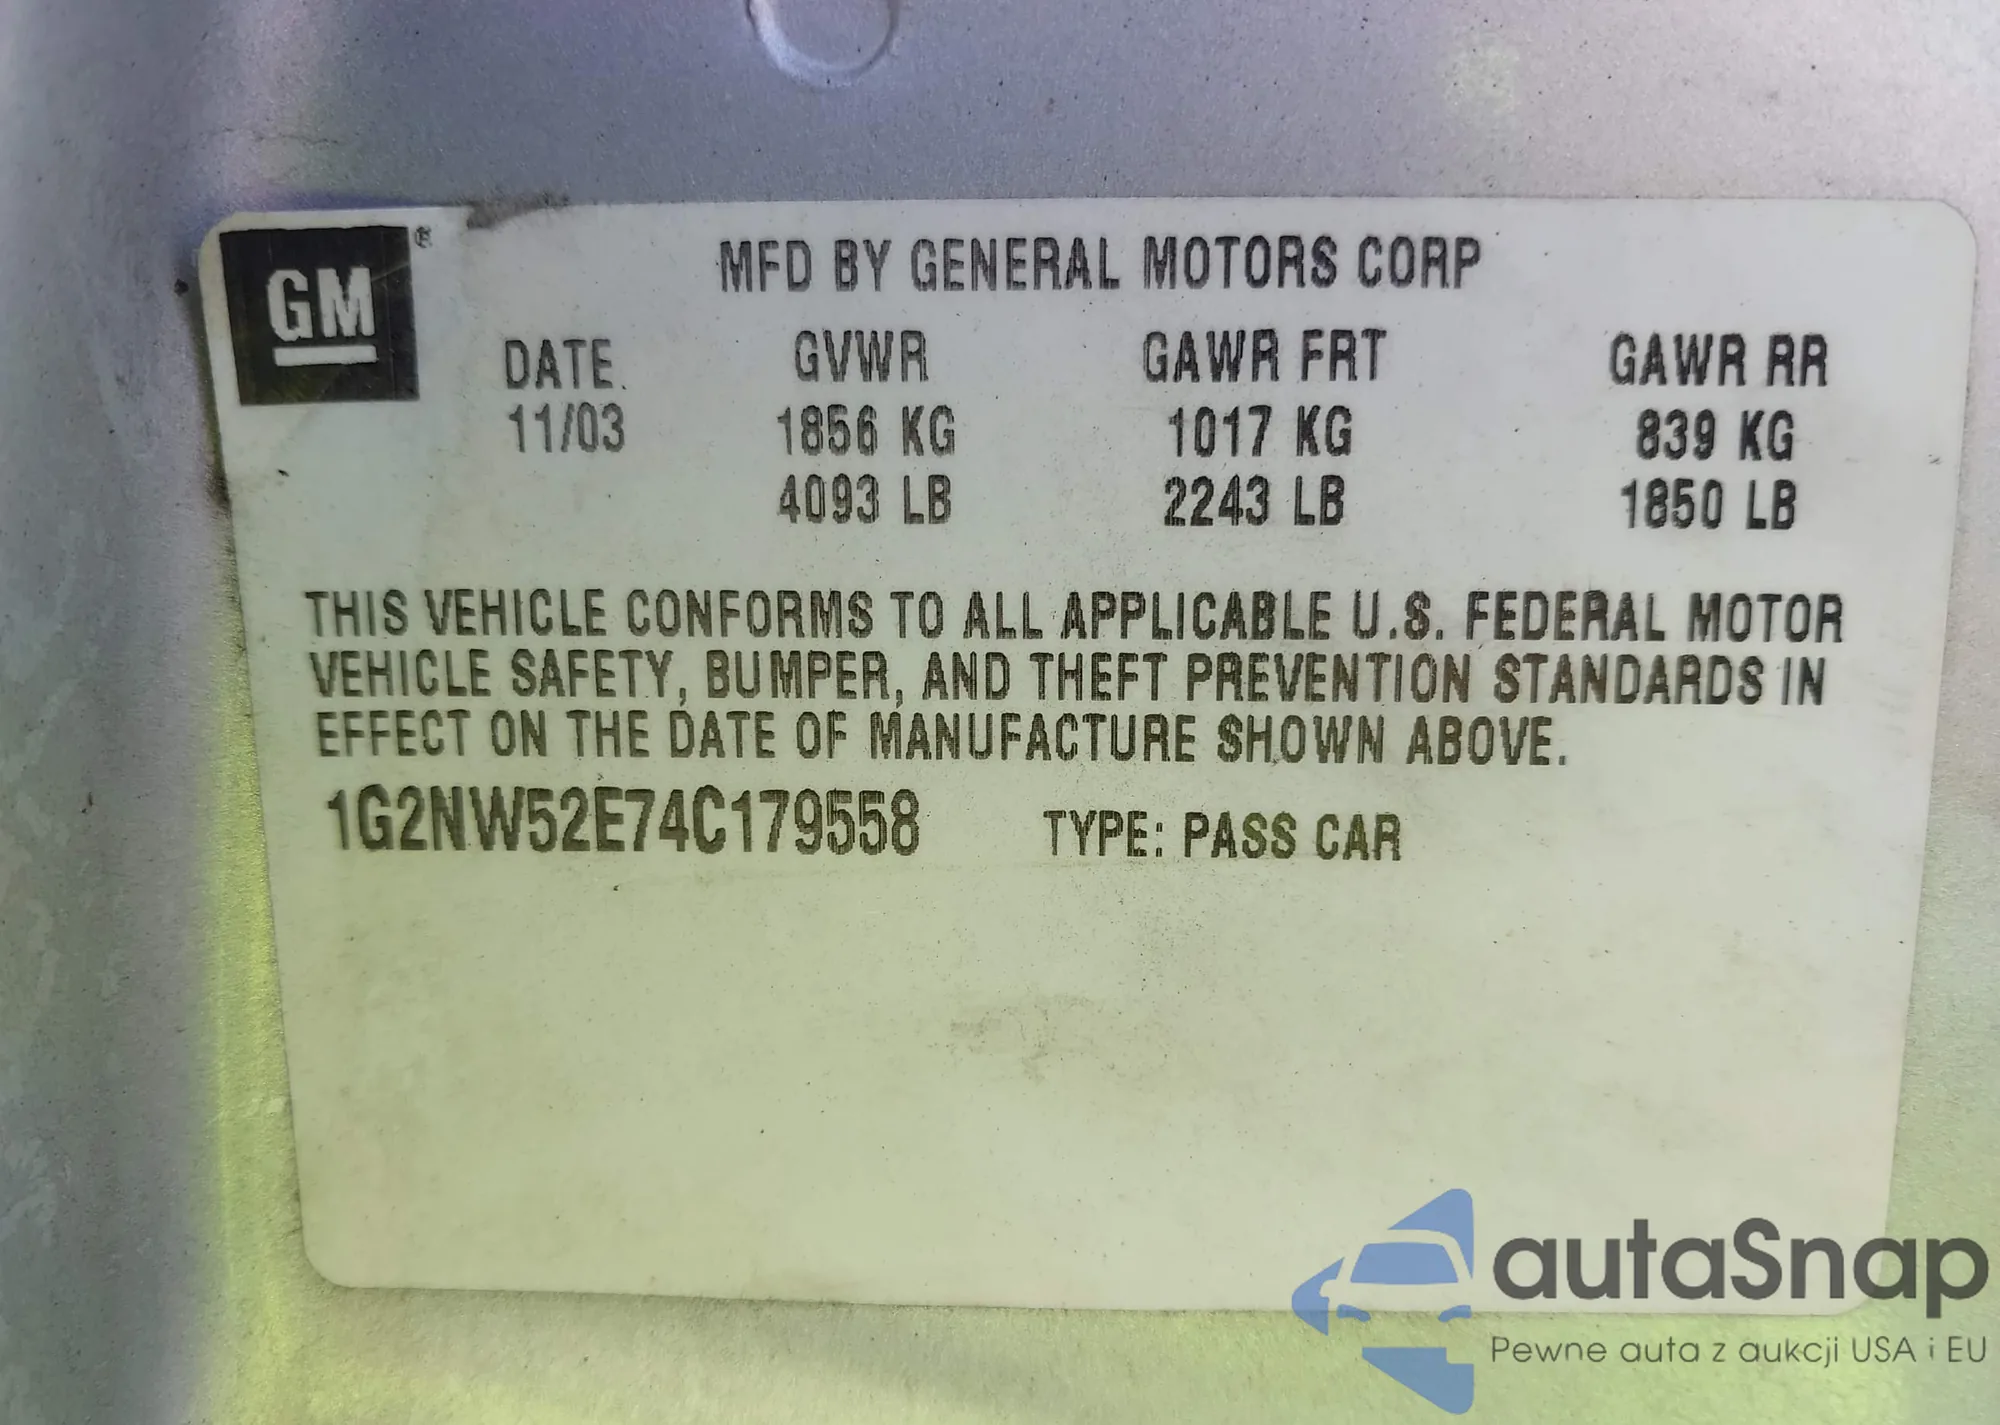 GM ®
MFD BY GENERAL MOTORS CORP
DATE GVWR GAWR FRT GAWR RR
11/03 1856 KG 1017 KG 839 KG
4093 LB 2243 LB 1850 LB
THIS VEHICLE CONFORMS TO ALL APPLICABLE U.S. FEDERAL MOTOR
VEHICLE SAFETY, BUMPER, AND THEFT PREVENTION STANDARDS IN
EFFECT ON THE DATE OF MANUFACTURE SHOWN ABOVE.
1G2NW52E74C179558 TYPE: PASS CAR
autaSnap
Pewne auta z aukcji USA i EU